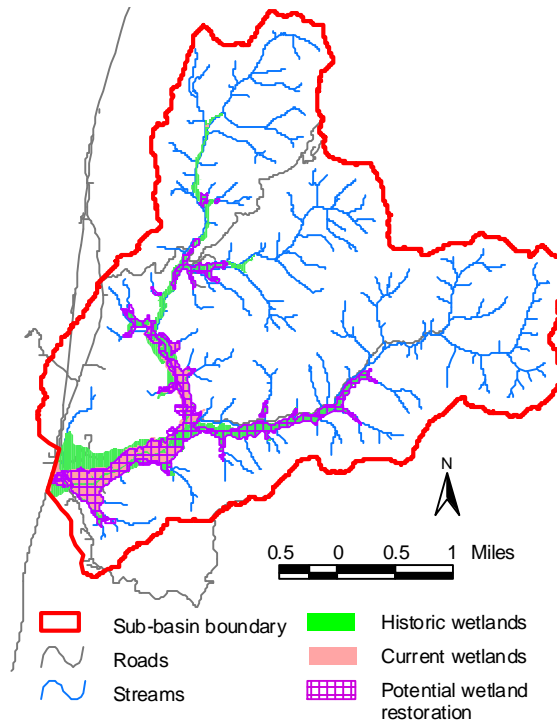 N
0.5 0 0.5 1 Miles
Sub-basin boundary
Roads
Streams
Historic wetlands
Current wetlands
Potential wetland
restoration